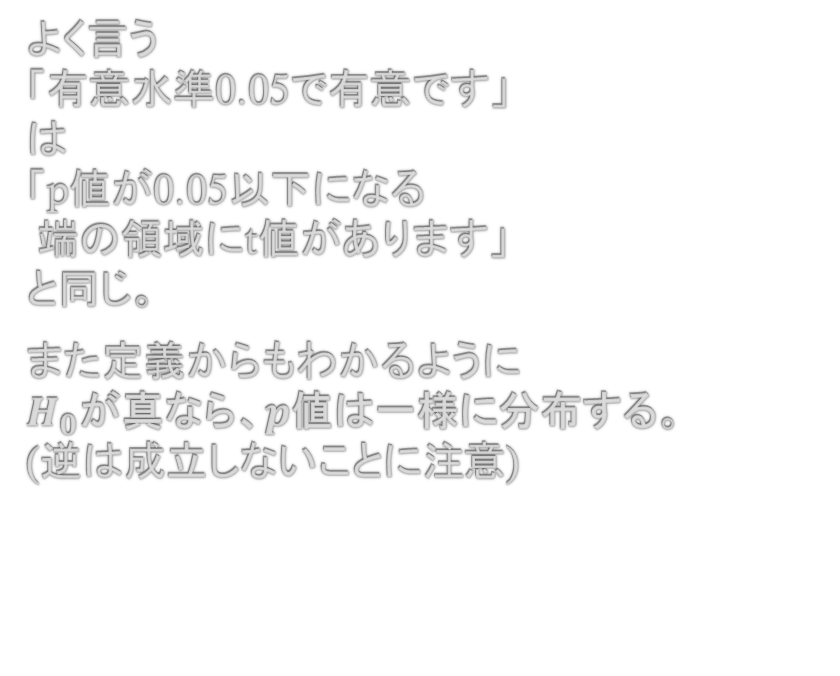 よく言う
「有意水準0.05で有意です」
は
「p値が0.05以下になる
端の領域にt値があります」
と同じ。
また定義からもわかるように
H₀が真なら、p値は一様に分布する。
(逆は成立しないことに注意)